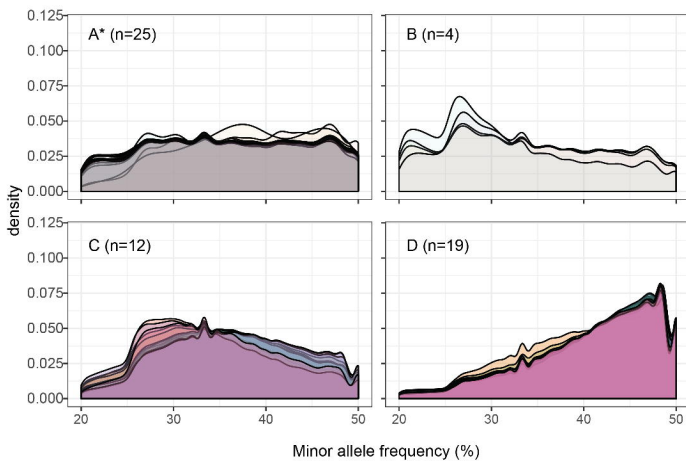 0.125
0.100
0.075
0.050
0.025
0.000
A* (n=25)
B (n=4)
0.125
0.100
0.075
0.050
0.025
0.000
C (n=12)
D (n=19)
density
20 30 40 50
20 30 40 50
Minor allele frequency (%)